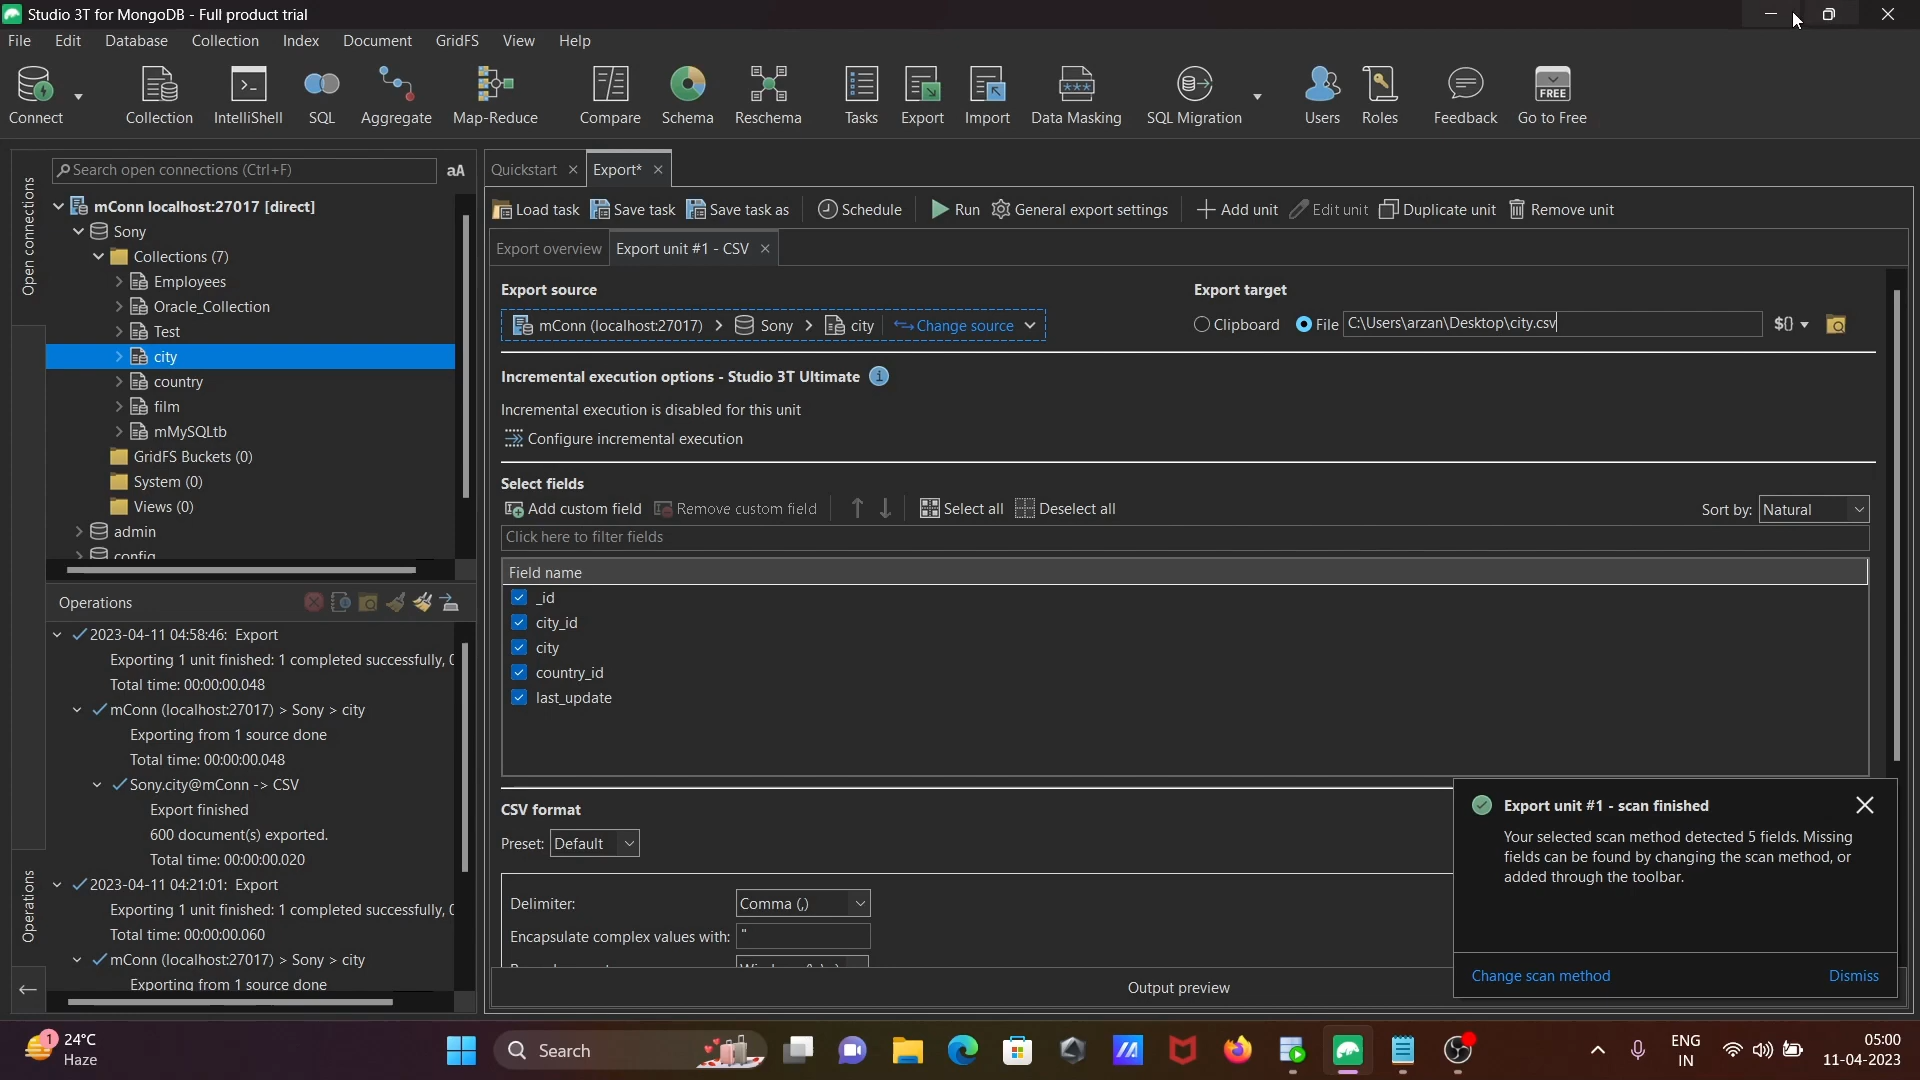 Studio 3T for MongoDB - Full product trial
File Edit Database Collection Index Document GridFS View Help
Connect Collection IntelliShell SQL Aggregate Map-Reduce Compare Schema Reschema Tasks Export Import Data Masking SQL Migration Users Roles Feedback FREE Go to Free
Open connections
Search open connections (Ctrl+F) aA
mConn localhost:27017 [direct]
Sony
Collections (7)
Employees
Oracle_Collection
Test
city
country
film
mMySQLtb
GridFS Buckets (0)
System (0)
Views (0)
admin
config
Operations
Operations
2023-04-11 04:58:46: Export
Exporting 1 unit finished: 1 completed successfully,
Total time: 00:00:00.048
mConn (localhost:27017) > Sony > city
Exporting from 1 source done
Total time: 00:00:00.048
Sony.city@mConn -> CSV
Export finished
600 document(s) exported.
Total time: 00:00:00.020
2023-04-11 04:21:01: Export
Exporting 1 unit finished: 1 completed successfully,
Total time: 00:00:00.060
mConn (localhost:27017) > Sony > city
Exporting from 1 source done
Quickstart Export*
Load task Save task Save task as Schedule Run General export settings Add unit Edit unit Duplicate unit Remove unit
Export overview Export unit #1 - CSV
Export source
mConn (localhost:27017) Sony city Change source
Export target
Clipboard File C:\Users\arzan\Desktop\city.csv ${}
Incremental execution options - Studio 3T Ultimate i
Incremental execution is disabled for this unit
Configure incremental execution
Select fields
Add custom field Remove custom field Select all Deselect all Sort by: Natural
Click here to filter fields
Field name
_id
city_id
city
country_id
last_update
CSV format
Preset: Default
Delimiter: Comma (,)
Encapsulate complex values with: "
Output preview
Export unit #1 - scan finished
Your selected scan method detected 5 fields. Missing
fields can be found by changing the scan method, or
added through the toolbar.
Change scan method Dismiss
1 24°C
Haze
Search
ENG
IN
05:00
11-04-2023